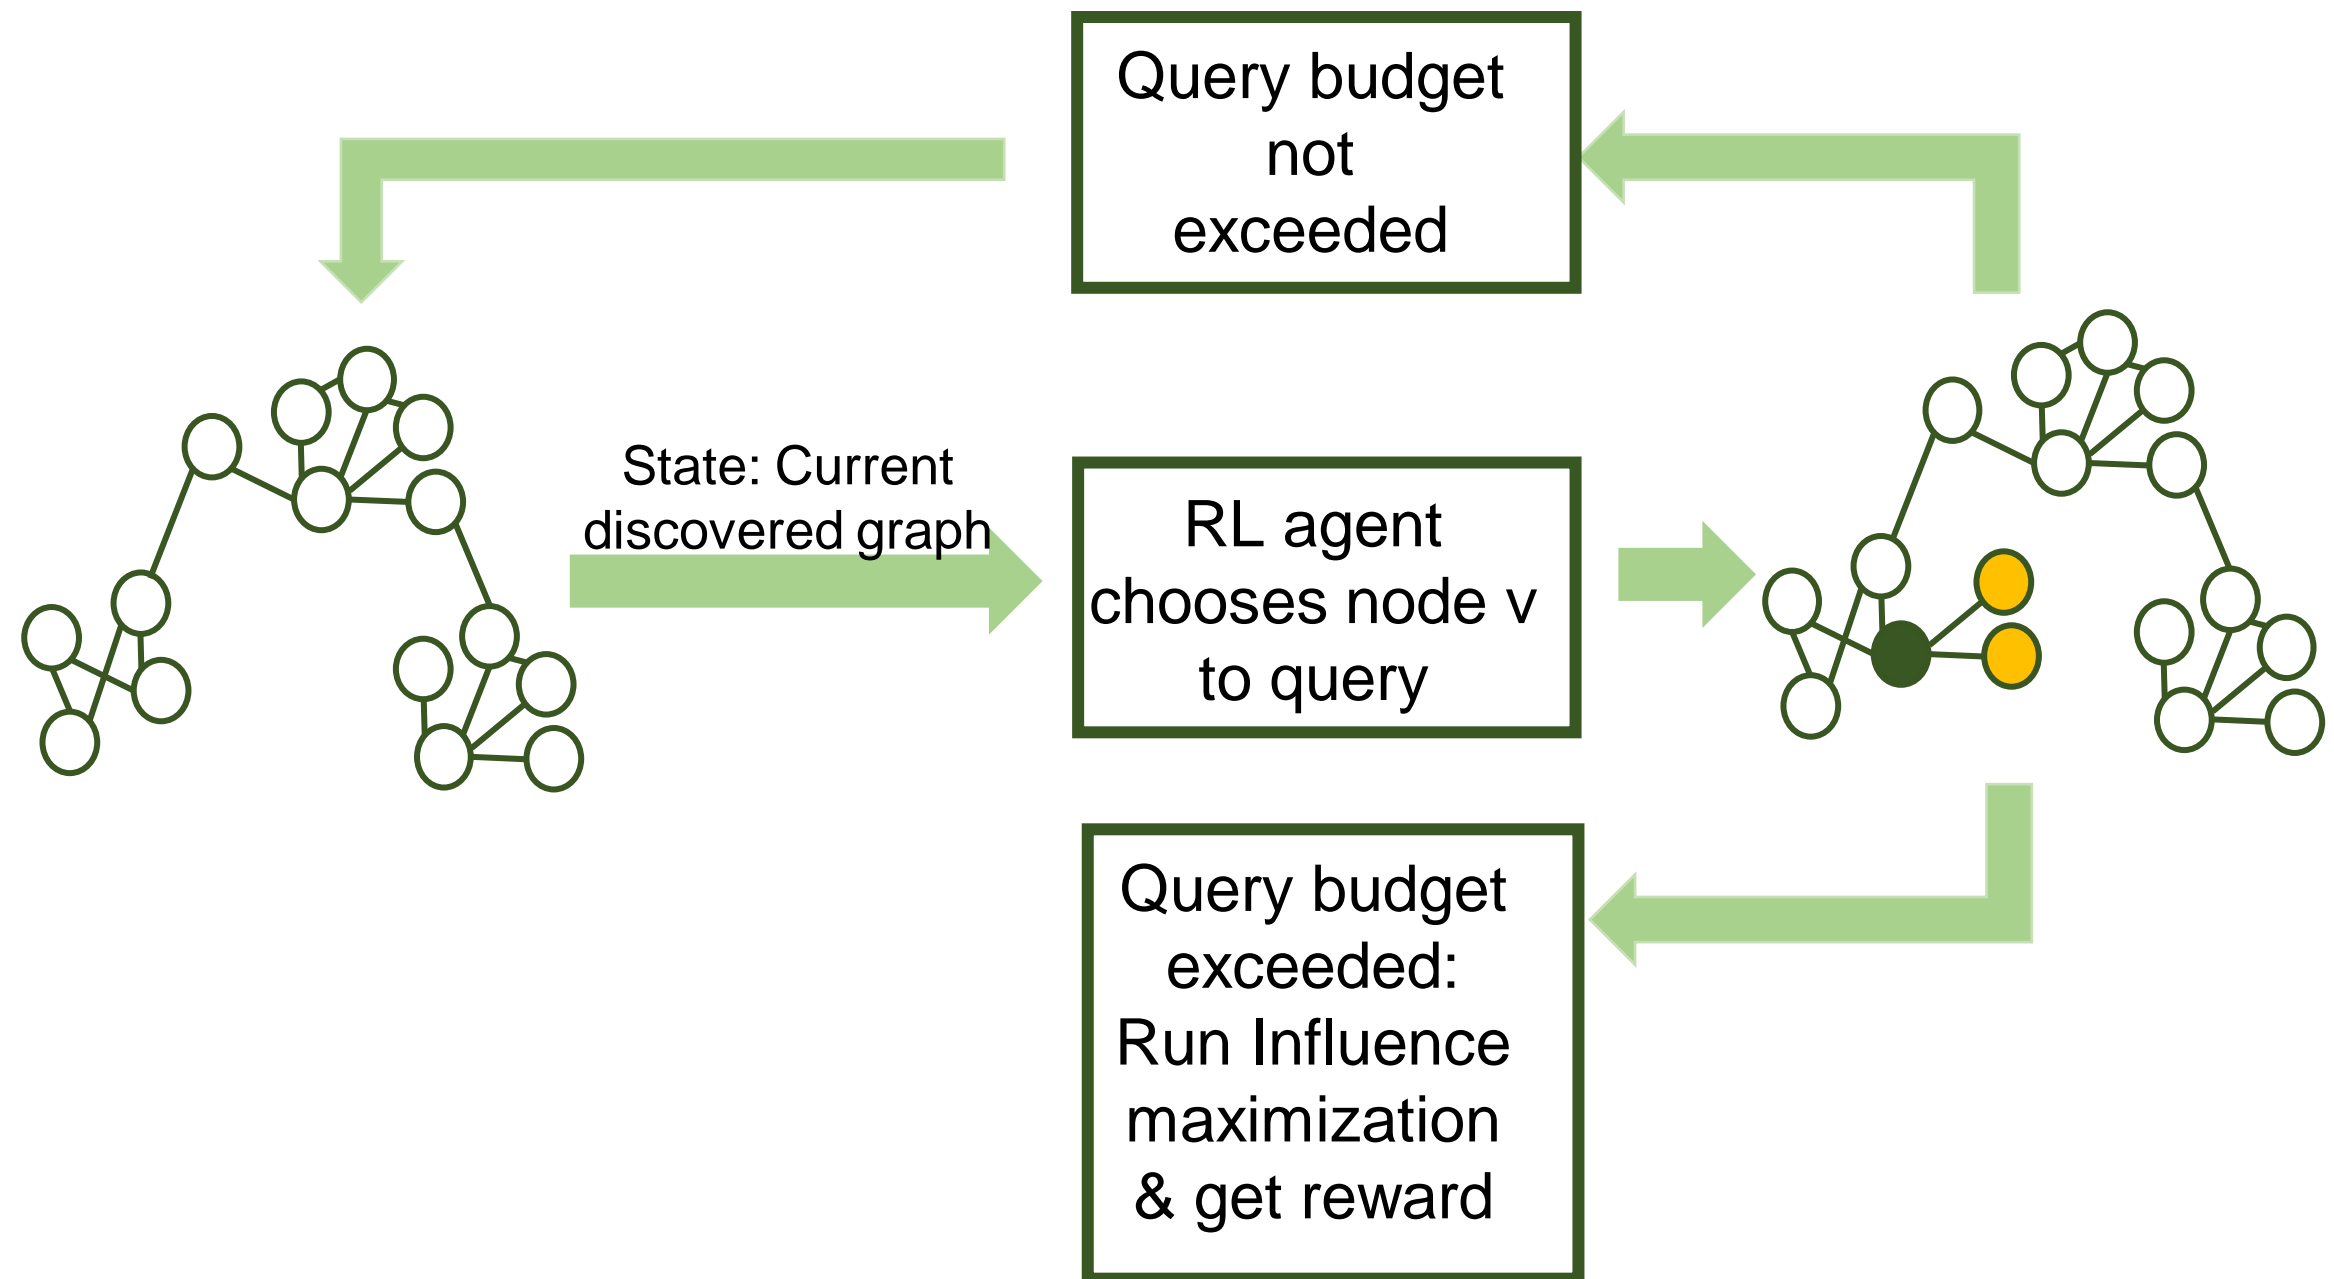 Query budget
not
exceeded
State: Current
discovered graph
RL agent
chooses node v
to query
Query budget
exceeded:
Run Influence
maximization
& get reward